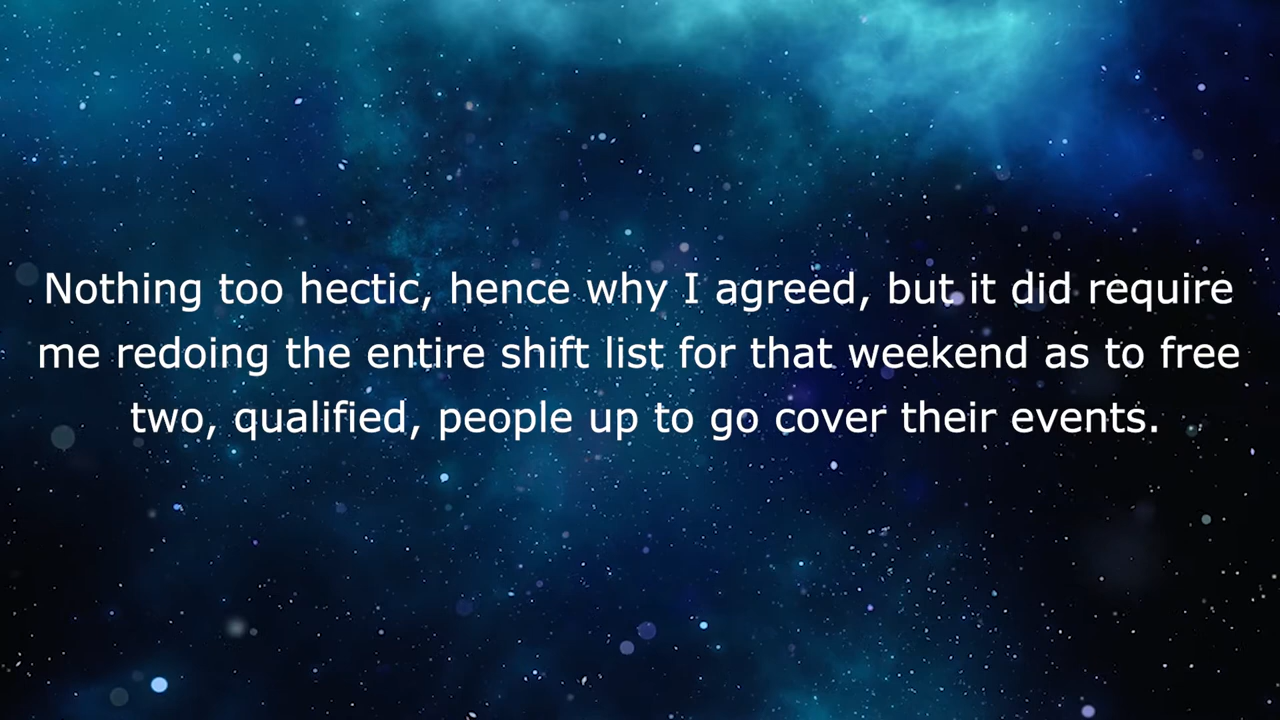 Nothing too hectic, hence why I agreed, but it did require
me redoing the entire shift list for that weekend as to free
two, qualified, people up to go cover their events.